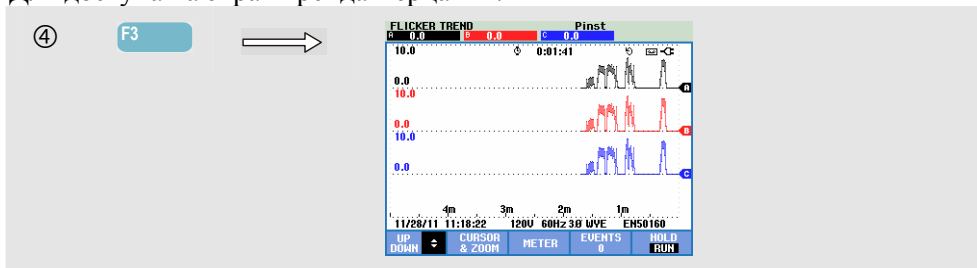 ④ F3
FLICKER TREND Pinst
A 0.0 B 0.0 C 0.0
10.0 0:01:41
0.0 A
10.0
0.0 B
10.0
0.0 C
4m 3m 2m 1m
11/28/11 11:18:22 120V 60Hz 3Ø WYE EN50160
UP DOWN CURSOR & ZOOM METER EVENTS 0 HOLD RUN